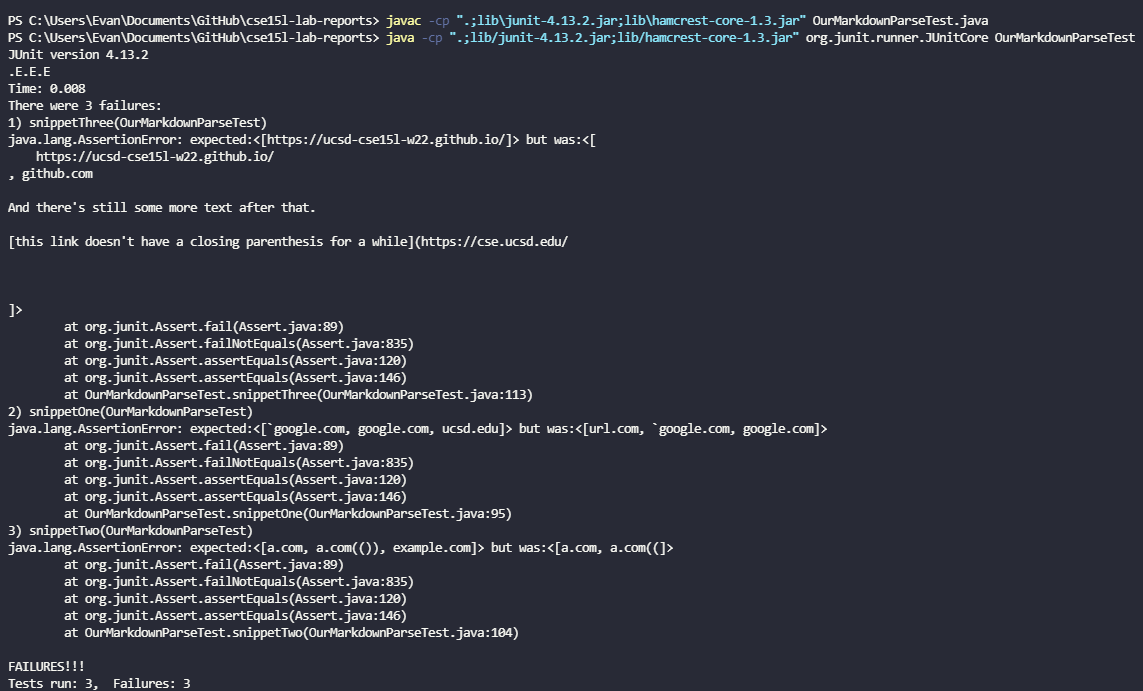 PS C:\Users\Evan\Documents\GitHub\cse15l-lab-reports> javac -cp ".;lib\junit-4.13.2.jar;lib\hamcrest-core-1.3.jar" OurMarkdownParseTest.java
PS C:\Users\Evan\Documents\GitHub\cse15l-lab-reports> java -cp ".;lib/junit-4.13.2.jar;lib/hamcrest-core-1.3.jar" org.junit.runner.JUnitCore OurMarkdownParseTest
JUnit version 4.13.2
.E.E.E
Time: 0.008
There were 3 failures:
1) snippetThree(OurMarkdownParseTest)
java.lang.AssertionError: expected:<[https://ucsd-cse15l-w22.github.io/]> but was:<[
    https://ucsd-cse15l-w22.github.io/
, github.com

And there's still some more text after that.

[this link doesn't have a closing parenthesis for a while](https://cse.ucsd.edu/



]>
        at org.junit.Assert.fail(Assert.java:89)
        at org.junit.Assert.failNotEquals(Assert.java:835)
        at org.junit.Assert.assertEquals(Assert.java:120)
        at org.junit.Assert.assertEquals(Assert.java:146)
        at OurMarkdownParseTest.snippetThree(OurMarkdownParseTest.java:113)
2) snippetOne(OurMarkdownParseTest)
java.lang.AssertionError: expected:<[`google.com, google.com, ucsd.edu]> but was:<[url.com, `google.com, google.com]>
        at org.junit.Assert.fail(Assert.java:89)
        at org.junit.Assert.failNotEquals(Assert.java:835)
        at org.junit.Assert.assertEquals(Assert.java:120)
        at org.junit.Assert.assertEquals(Assert.java:146)
        at OurMarkdownParseTest.snippetOne(OurMarkdownParseTest.java:95)
3) snippetTwo(OurMarkdownParseTest)
java.lang.AssertionError: expected:<[a.com, a.com(()), example.com]> but was:<[a.com, a.com((]>
        at org.junit.Assert.fail(Assert.java:89)
        at org.junit.Assert.failNotEquals(Assert.java:835)
        at org.junit.Assert.assertEquals(Assert.java:120)
        at org.junit.Assert.assertEquals(Assert.java:146)
        at OurMarkdownParseTest.snippetTwo(OurMarkdownParseTest.java:104)

FAILURES!!!
Tests run: 3,  Failures: 3